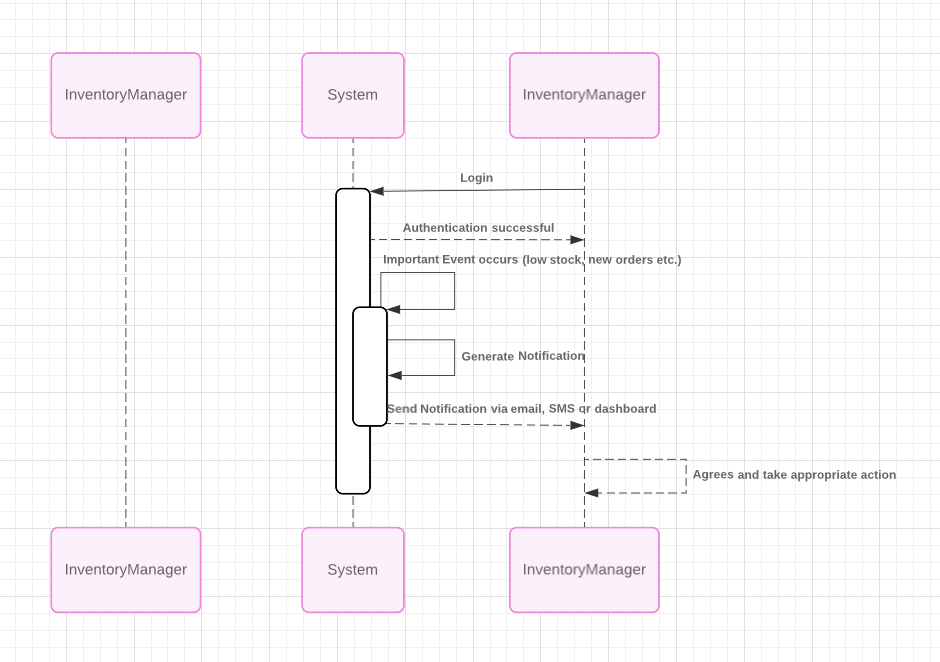 InventoryManager
System
InventoryManager
Login
Authentication successful
Important Event occurs (low stock, new orders etc.)
Generate Notification
Send Notification via email, SMS or dashboard
Agrees and take appropriate action
InventoryManager
System
InventoryManager